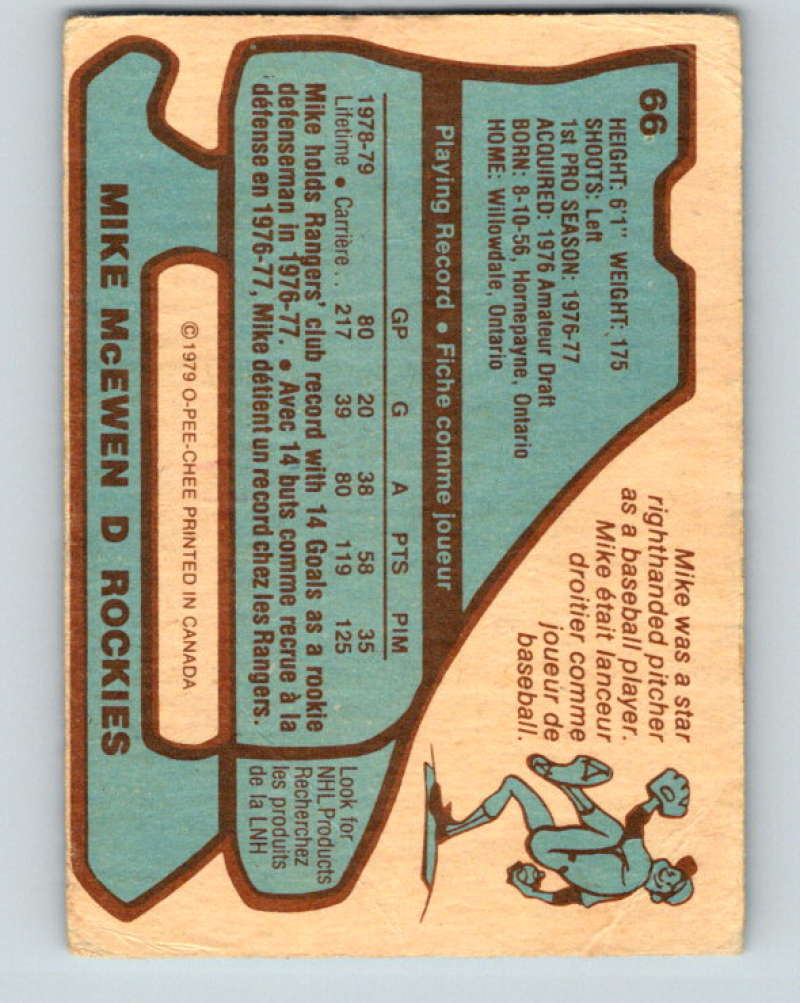 66
HEIGHT: 6'1" WEIGHT: 175
SHOOTS: Left
1st PRO SEASON: 1976-77
ACQUIRED: 1976 Amateur Draft
BORN: 8-10-56, Hornepayne, Ontario
HOME: Willowdale, Ontario
Mike was a star
righthanded pitcher
as a baseball player.
Mike était lanceur
droitier comme
joueur de
baseball.
Playing Record • Fiche comme joueur
GP G A PTS PIM
1978-79 80 20 38 58 35
Lifetime • Carrière . . 217 39 80 119 125
Mike holds Rangers' club record with 14 Goals as a rookie
defenseman in 1976-77. • Avec 14 buts comme recrue à la
défense en 1976-77, Mike détient un record chez les Rangers.
Look for
NHL Products
Recherchez
les produits
de la LNH
©1979 O-PEE-CHEE PRINTED IN CANADA
MIKE McEWEN D ROCKIES